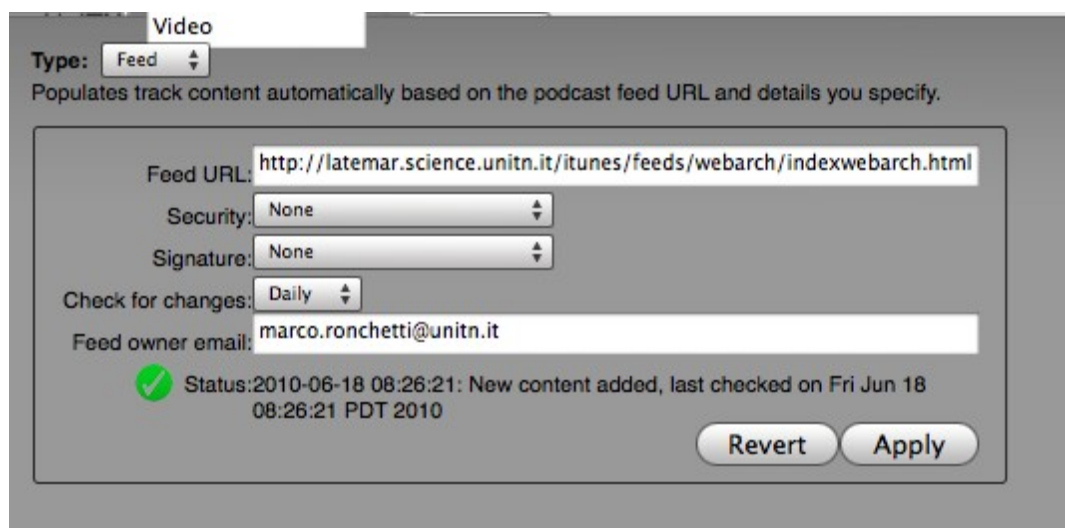 Video
Type: Feed
Populates track content automatically based on the podcast feed URL and details you specify.
Feed URL: http://latemar.science.unitn.it/itunes/feeds/webarch/indexwebarch.html
Security: None
Signature: None
Check for changes: Daily
Feed owner email: marco.ronchetti@unitn.it
Status:2010-06-18 08:26:21: New content added, last checked on Fri Jun 18
08:26:21 PDT 2010
Revert Apply